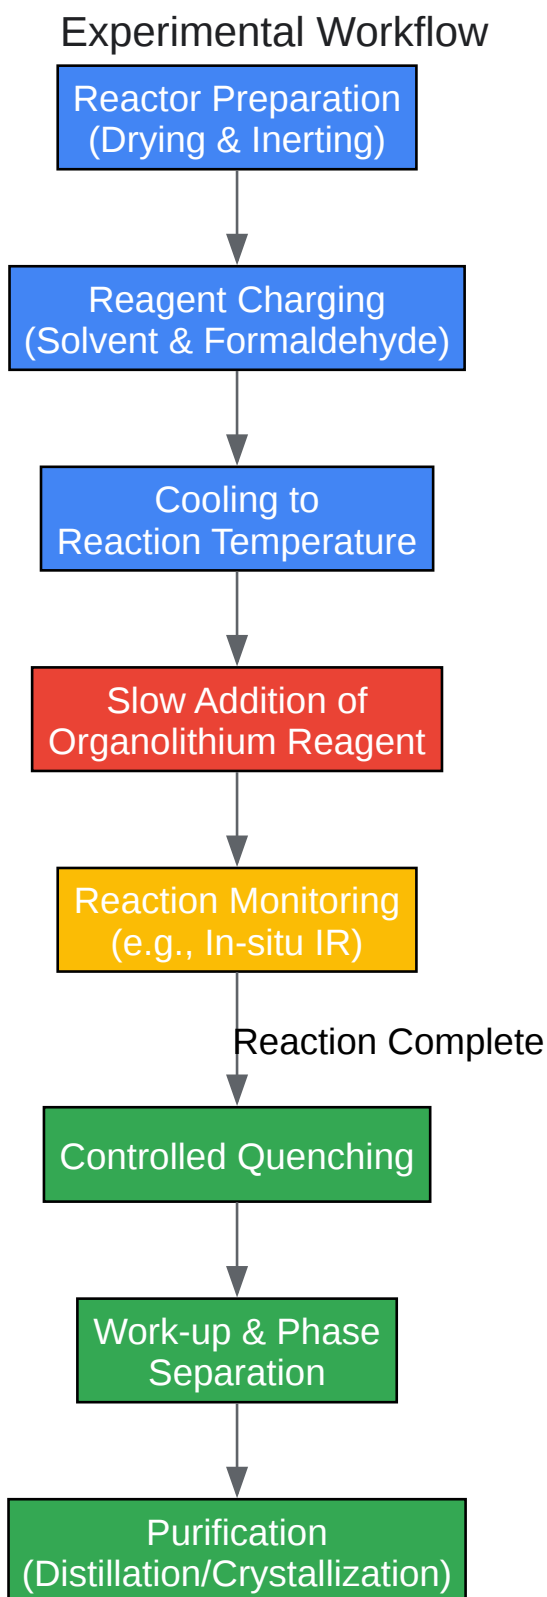 Experimental Workflow
Reactor Preparation
(Drying & Inerting)
Reagent Charging
(Solvent & Formaldehyde)
Cooling to
Reaction Temperature
Slow Addition of
Organolithium Reagent
Reaction Monitoring
(e.g., In-situ IR)
Reaction Complete
Controlled Quenching
Work-up & Phase
Separation
Purification
(Distillation/Crystallization)